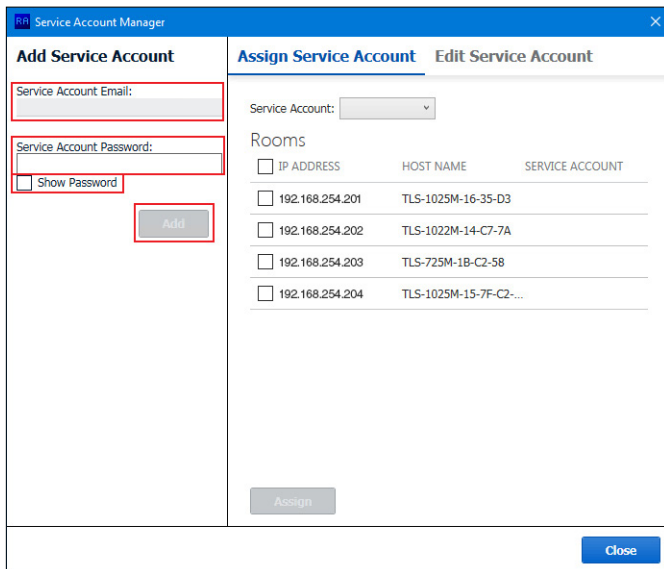 RA Service Account Manager
Add Service Account
Service Account Email:
Service Account Password:
Show Password
Add
Assign Service Account Edit Service Account
Service Account:
Rooms
IP ADDRESS HOST NAME SERVICE ACCOUNT
192.168.254.201 TLS-1025M-16-35-D3
192.168.254.202 TLS-1022M-14-C7-7A
192.168.254.203 TLS-725M-1B-C2-58
192.168.254.204 TLS-1025M-15-7F-C2-...
Assign
Close